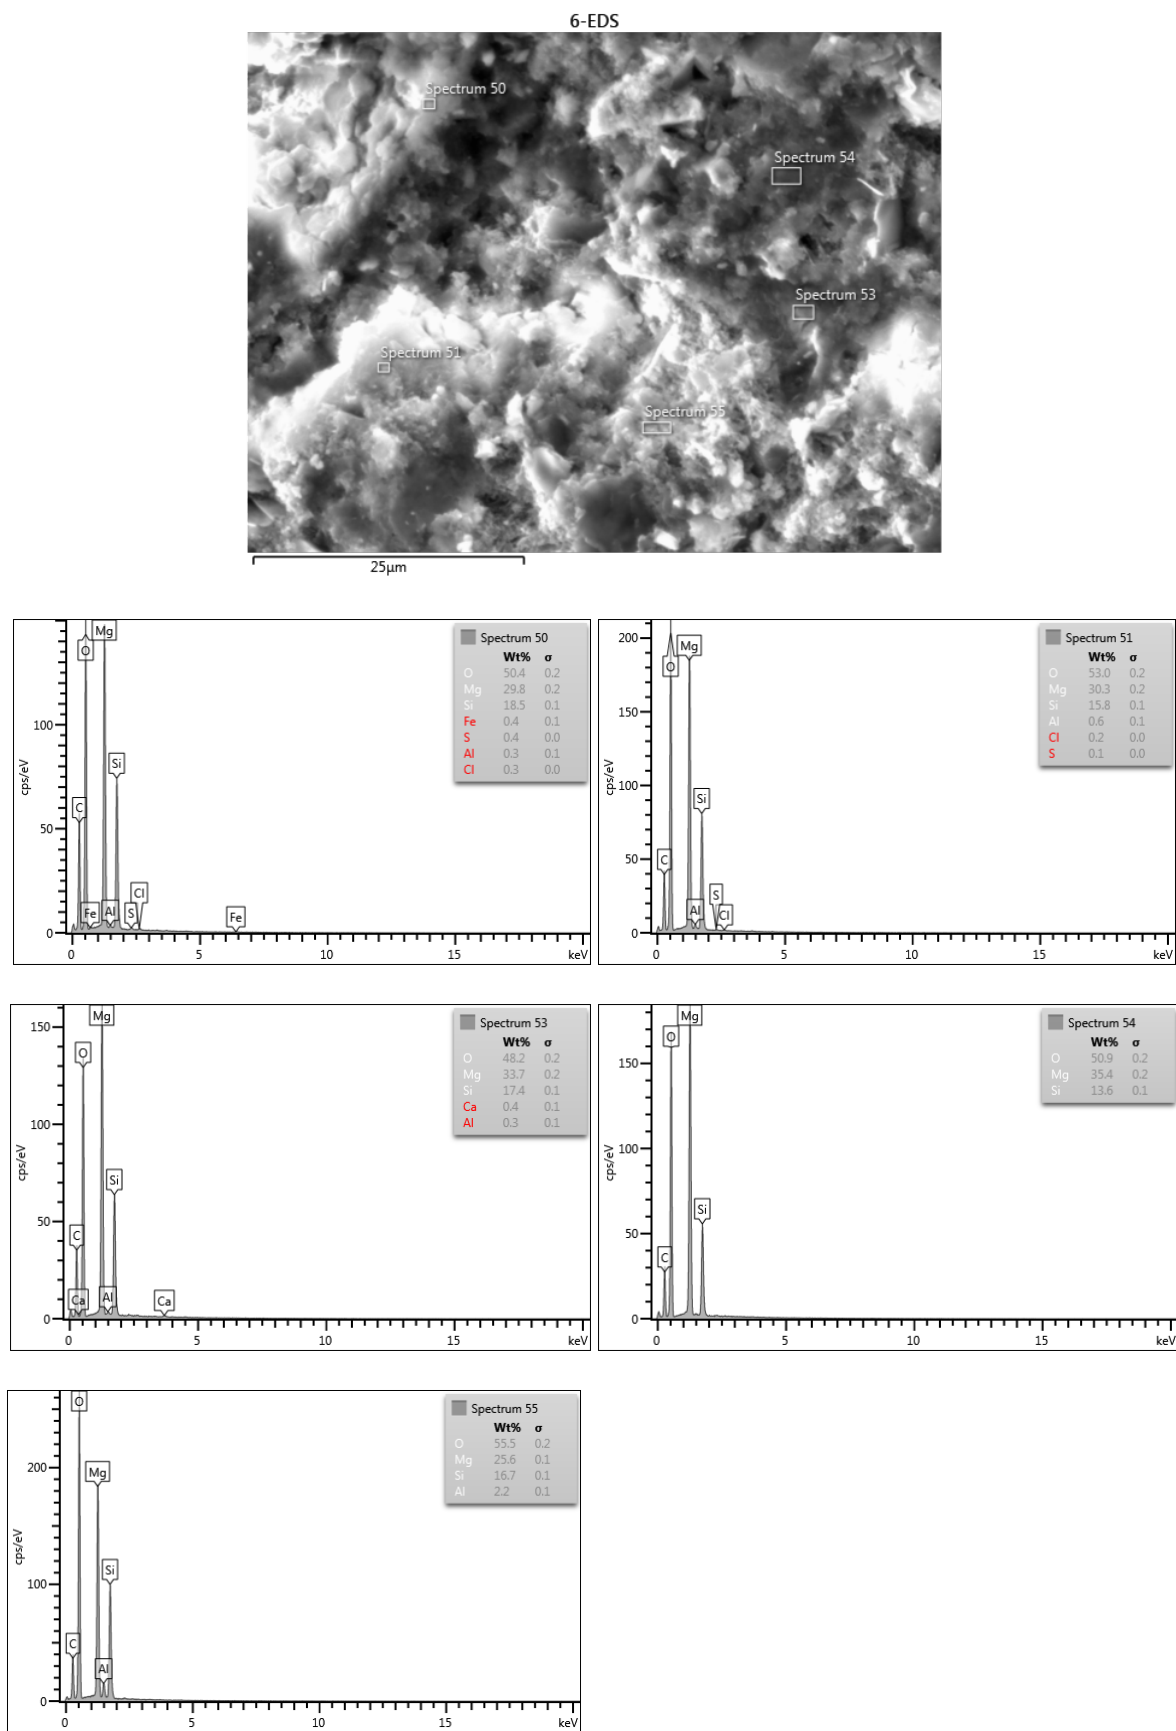 6-EDS
Spectrum 50
Spectrum 54
Spectrum 53
Spectrum 51
Spectrum 55
25µm
Spectrum 50
Wt% σ
O 50.4 0.2
Mg 29.8 0.2
Si 18.5 0.1
Fe 0.4 0.1
S 0.4 0.0
Al 0.3 0.1
Cl 0.3 0.0
cps/eV
100
50
0
Mg
O
Si
C
Cl
Fe
Al
S
Fe
0 5 10 15 keV
Spectrum 51
Wt% σ
O 53.0 0.2
Mg 30.3 0.2
Si 15.8 0.1
Al 0.6 0.1
Cl 0.2 0.0
S 0.1 0.0
cps/eV
200
150
100
50
0
Mg
O
Si
C
S
Al
Cl
0 5 10 15 keV
Spectrum 53
Wt% σ
O 48.2 0.2
Mg 33.7 0.2
Si 17.4 0.1
Ca 0.4 0.1
Al 0.3 0.1
cps/eV
150
100
50
0
Mg
O
Si
C
Ca
Al
Ca
0 5 10 15 keV
Spectrum 54
Wt% σ
O 50.9 0.2
Mg 35.4 0.2
Si 13.6 0.1
cps/eV
150
100
50
0
Mg
O
Si
C
0 5 10 15 keV
Spectrum 55
Wt% σ
O 55.5 0.2
Mg 25.6 0.1
Si 16.7 0.1
Al 2.2 0.1
cps/eV
200
100
0
O
Mg
Si
C
Al
0 5 10 15 keV